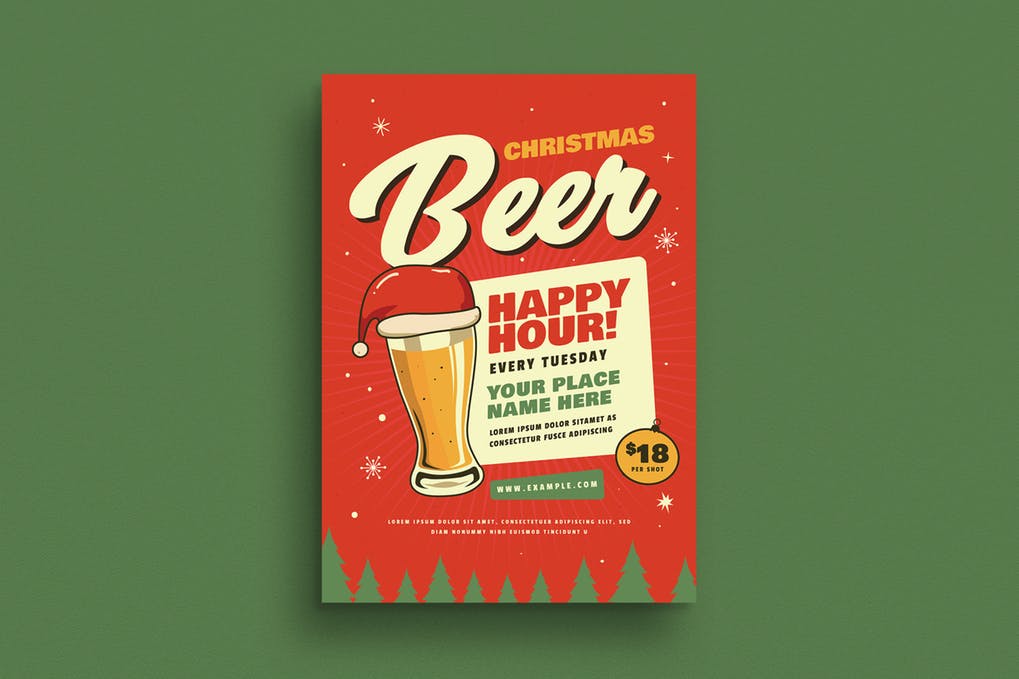 CHRISTMAS
Beer
HAPPY
HOUR!
EVERY TUESDAY
YOUR PLACE
NAME HERE
LOREM IPSUM DOLOR SITAMET AS
CONSECTETUR FUSCE ADIPISCING
$18
PER SHOT
WWW.EXAMPLE.COM
LOREM IPSUM DOLOR SIT AMET, CONSECTETUER ADIPISCING ELIT, SED
DIAM NONUMMY NIBH EUISMOD TINCIDUNT U